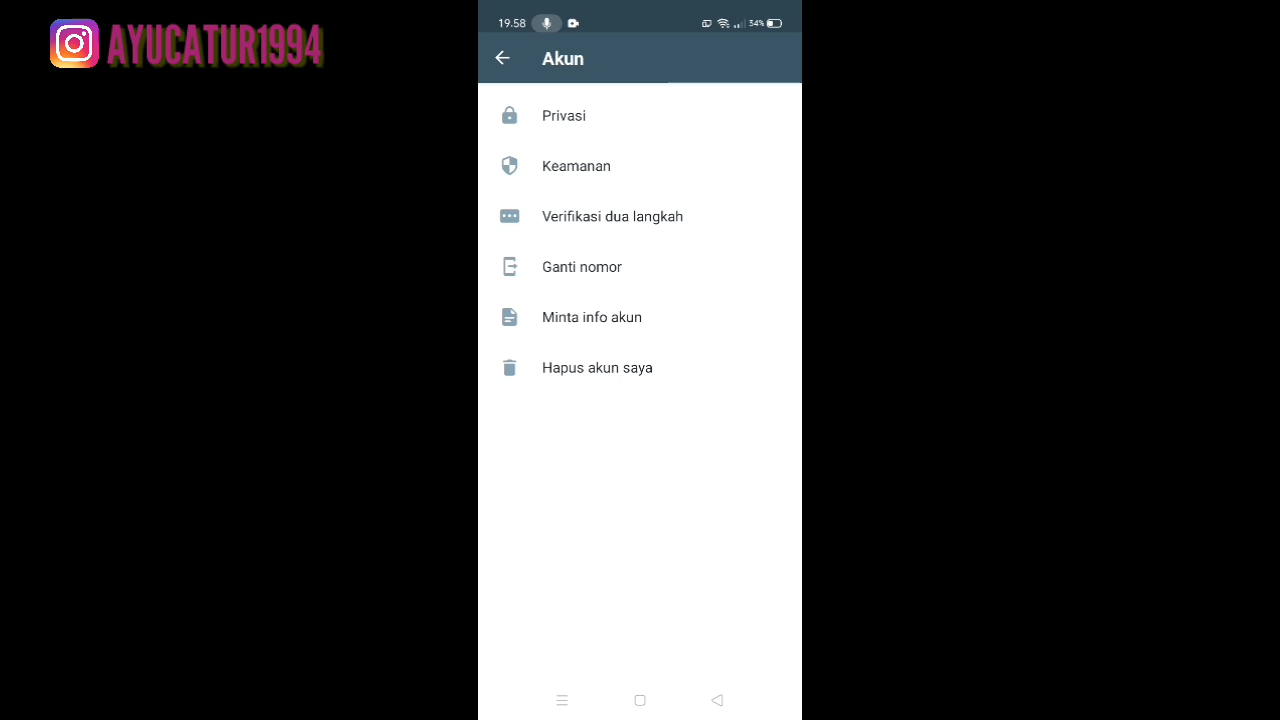 AYUCATUR1994
19.58
34%
Akun
Privasi
Keamanan
Verifikasi dua langkah
Ganti nomor
Minta info akun
Hapus akun saya